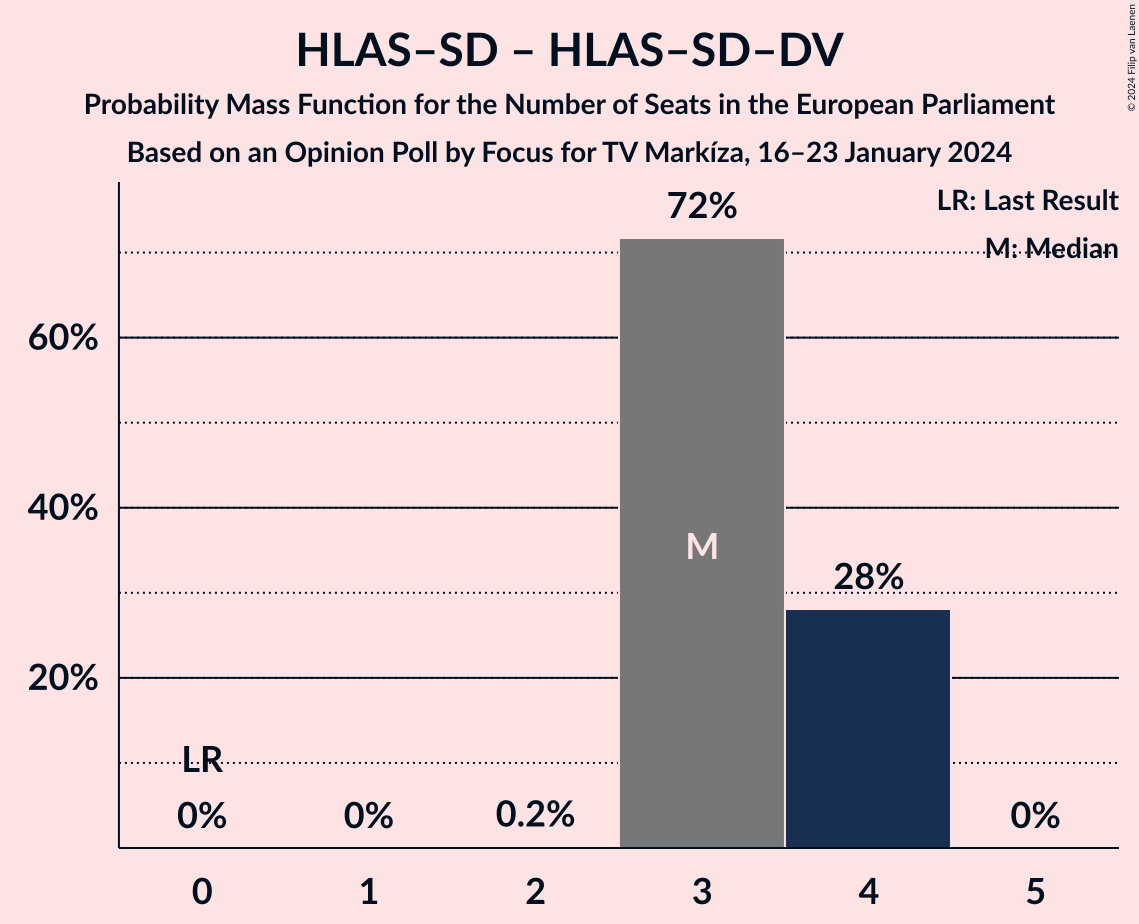 HLAS–SD – HLAS–SD–DV
Probability Mass Function for the Number of Seats in the European Parliament
Based on an Opinion Poll by Focus for TV Markíza, 16–23 January 2024
© 2024 Filip van Laenen
LR: Last Result
M: Median
72%
60%
40%
M
28%
20%
LR
0%
0%
0.2%
0%
0
1
2
3
4
5